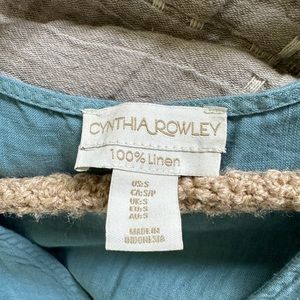 CYNTHIA ROWLEY
100% Linen
US:S
CA:S/P
UK:S
EU:S
AU:S
MADE IN
INDONESIA